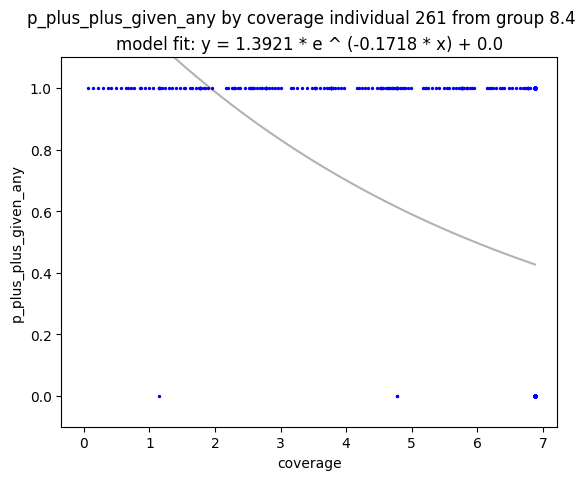 p_plus_plus_given_any by coverage individual 261 from group 8.4
model fit: y = 1.3921 * e ^ (-0.1718 * x) + 0.0
1.0
0.8
0.6
0.4
0.2
0.0
p_plus_plus_given_any
0 1 2 3 4 5 6 7
coverage